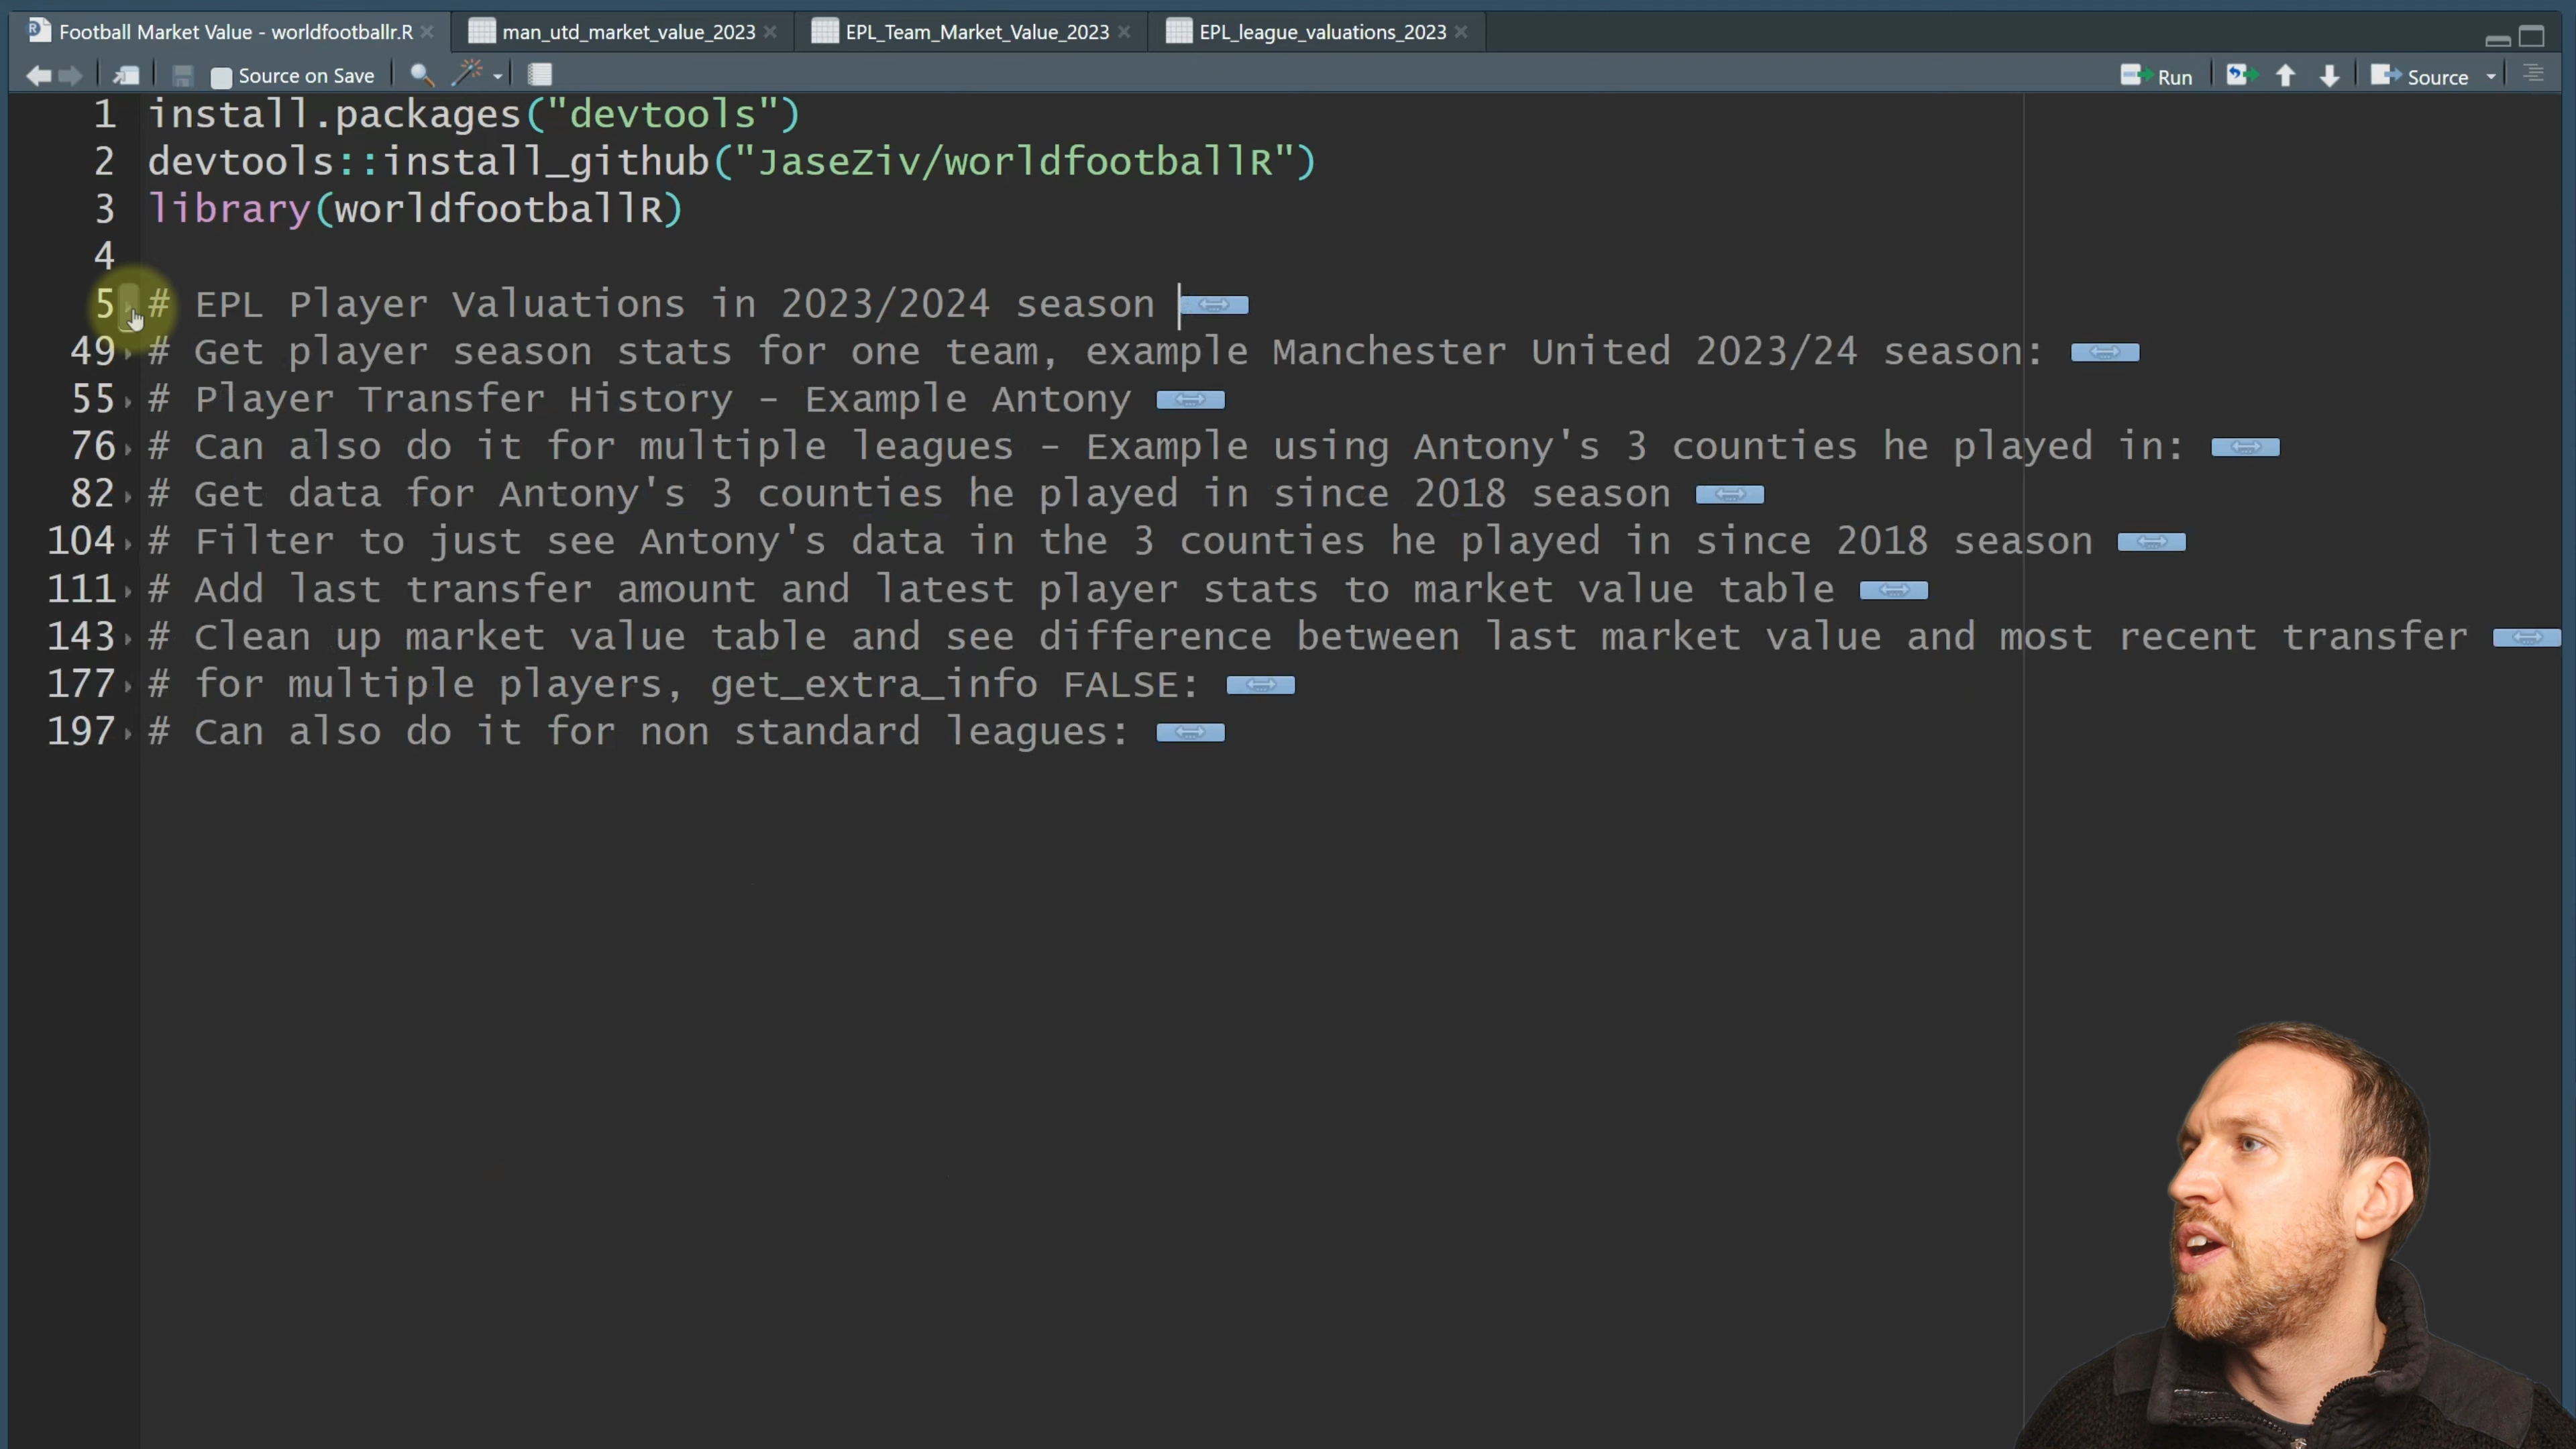 Football Market Value - worldfootballr.R
man_utd_market_value_2023
EPL_Team_Market_Value_2023
EPL_league_valuations_2023
Source on Save
Run
Source
1 install.packages("devtools")
2 devtools::install_github("JaseZiv/worldfootballR")
3 library(worldfootballR)
4
5 # EPL Player Valuations in 2023/2024 season
49 # Get player season stats for one team, example Manchester United 2023/24 season:
55 # Player Transfer History - Example Antony
76 # Can also do it for multiple leagues - Example using Antony's 3 counties he played in:
82 # Get data for Antony's 3 counties he played in since 2018 season
104 # Filter to just see Antony's data in the 3 counties he played in since 2018 season
111 # Add last transfer amount and latest player stats to market value table
143 # Clean up market value table and see difference between last market value and most recent transfer
177 # for multiple players, get_extra_info FALSE:
197 # Can also do it for non standard leagues: